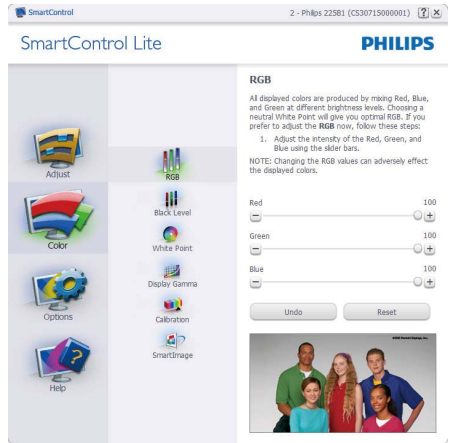 SmartControl
2 - Philips 225B1 (CS30715000001)
?
SmartControl Lite
PHILIPS
Adjust
Color
Options
Help
RGB
Black Level
White Point
Display Gamma
Calibration
SmartImage
RGB
All displayed colors are produced by mixing Red, Blue,
and Green at different brightness levels. Choosing a
neutral White Point will give you optimal RGB. If you
prefer to adjust the RGB now, follow these steps:
1. Adjust the intensity of the Red, Green, and
Blue using the slider bars.
NOTE: Changing the RGB values can adversely effect
the displayed colors.
Red 100
Green 100
Blue 100
Undo Reset